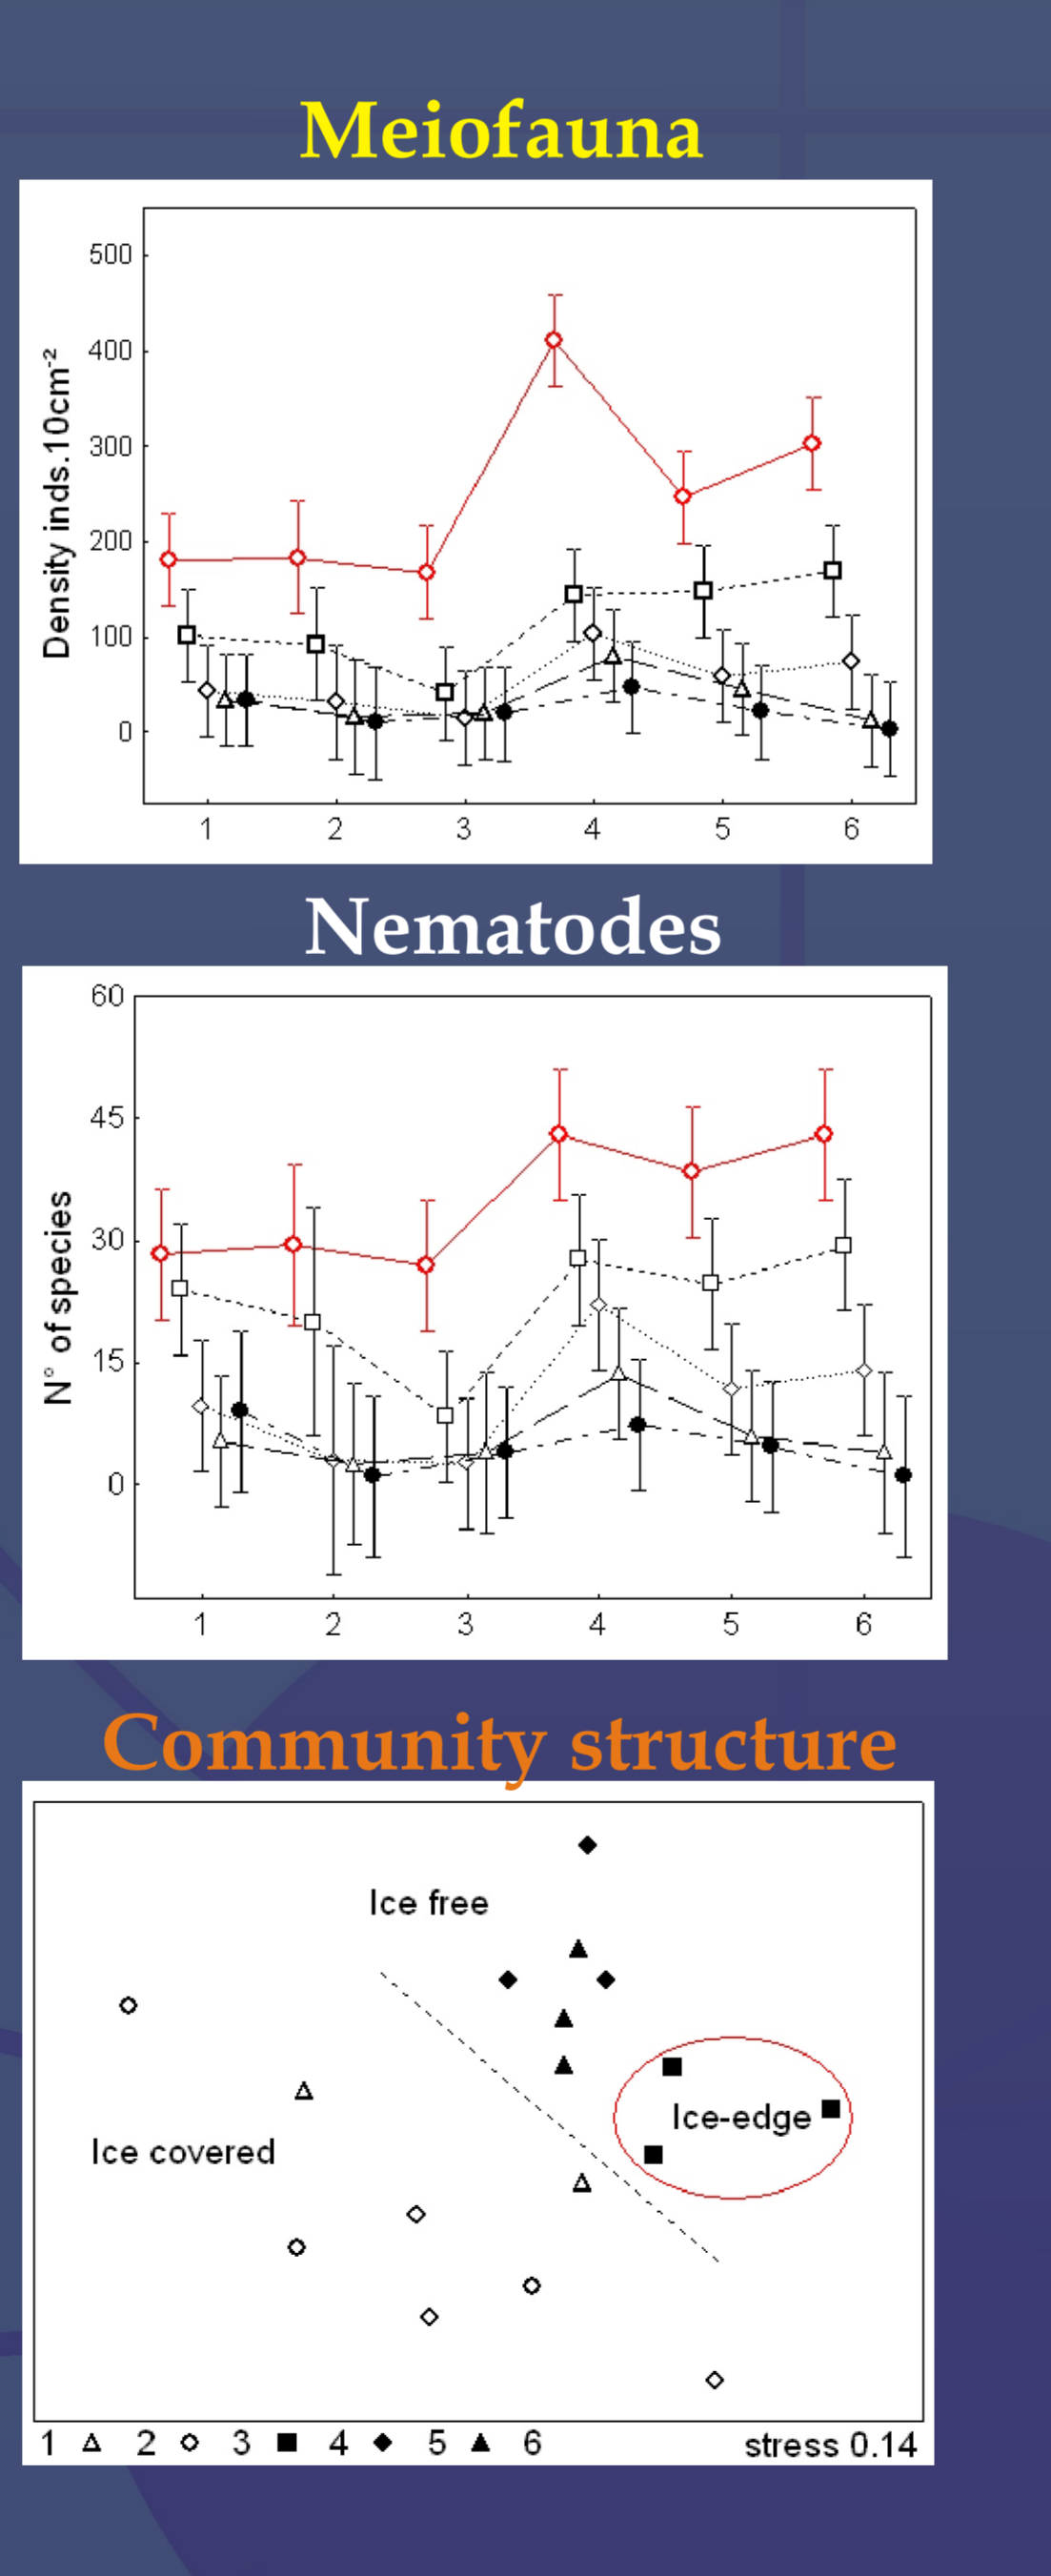 Meiofauna
500
400
300
200
100
0
Density inds.10cm⁻²
1 2 3 4 5 6
Nematodes
60
45
30
15
0
N° of species
1 2 3 4 5 6
Community structure
Ice free
Ice-edge
Ice covered
1 2 3 4 5 6 stress 0.14